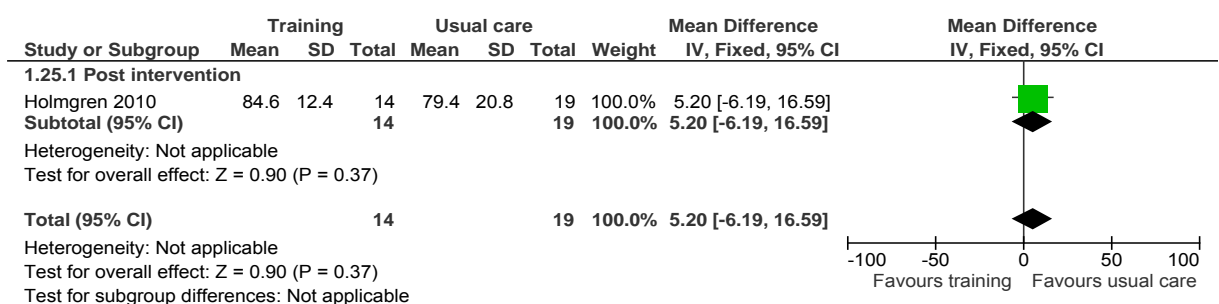 Training Usual care Mean Difference Mean Difference
Study or Subgroup Mean SD Total Mean SD Total Weight IV, Fixed, 95% CI IV, Fixed, 95% CI
1.25.1 Post intervention
Holmgren 2010 84.6 12.4 14 79.4 20.8 19 100.0% 5.20 [-6.19, 16.59]
Subtotal (95% CI) 14 19 100.0% 5.20 [-6.19, 16.59]
Heterogeneity: Not applicable
Test for overall effect: Z = 0.90 (P = 0.37)
Total (95% CI) 14 19 100.0% 5.20 [-6.19, 16.59]
Heterogeneity: Not applicable
Test for overall effect: Z = 0.90 (P = 0.37)
Test for subgroup differences: Not applicable
-100 -50 0 50 100
Favours training Favours usual care